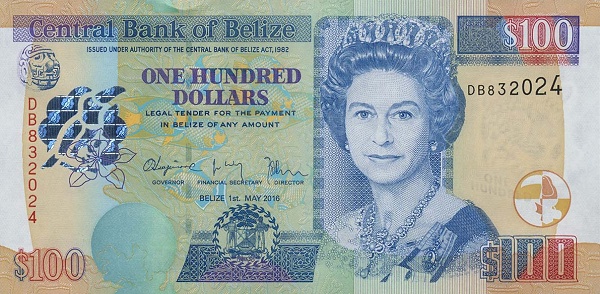 Central Bank of Belize
$100
ISSUED UNDER AUTHORITY OF THE CENTRAL BANK OF BELIZE ACT, 1982
ONE HUNDRED
DOLLARS
DB832024
LEGAL TENDER FOR THE PAYMENT
IN BELIZE OF ANY AMOUNT
DB832024
GOVERNOR FINANCIAL SECRETARY DIRECTOR
BELIZE 1st. MAY 2016
$100
$100